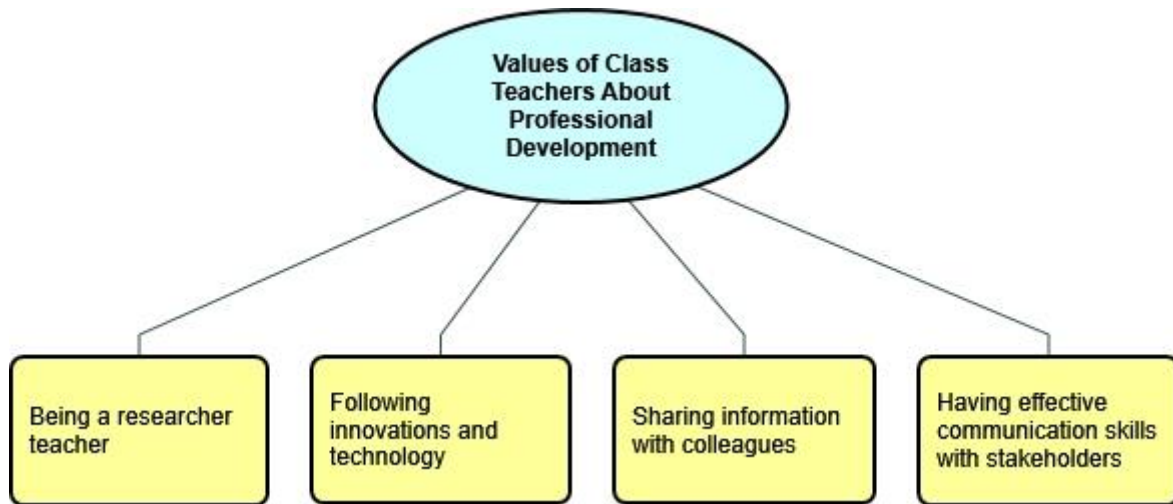 Values of Class
Teachers About
Professional
Development
Being a researcher
teacher
Following
innovations and
technology
Sharing information
with colleagues
Having effective
communication skills
with stakeholders